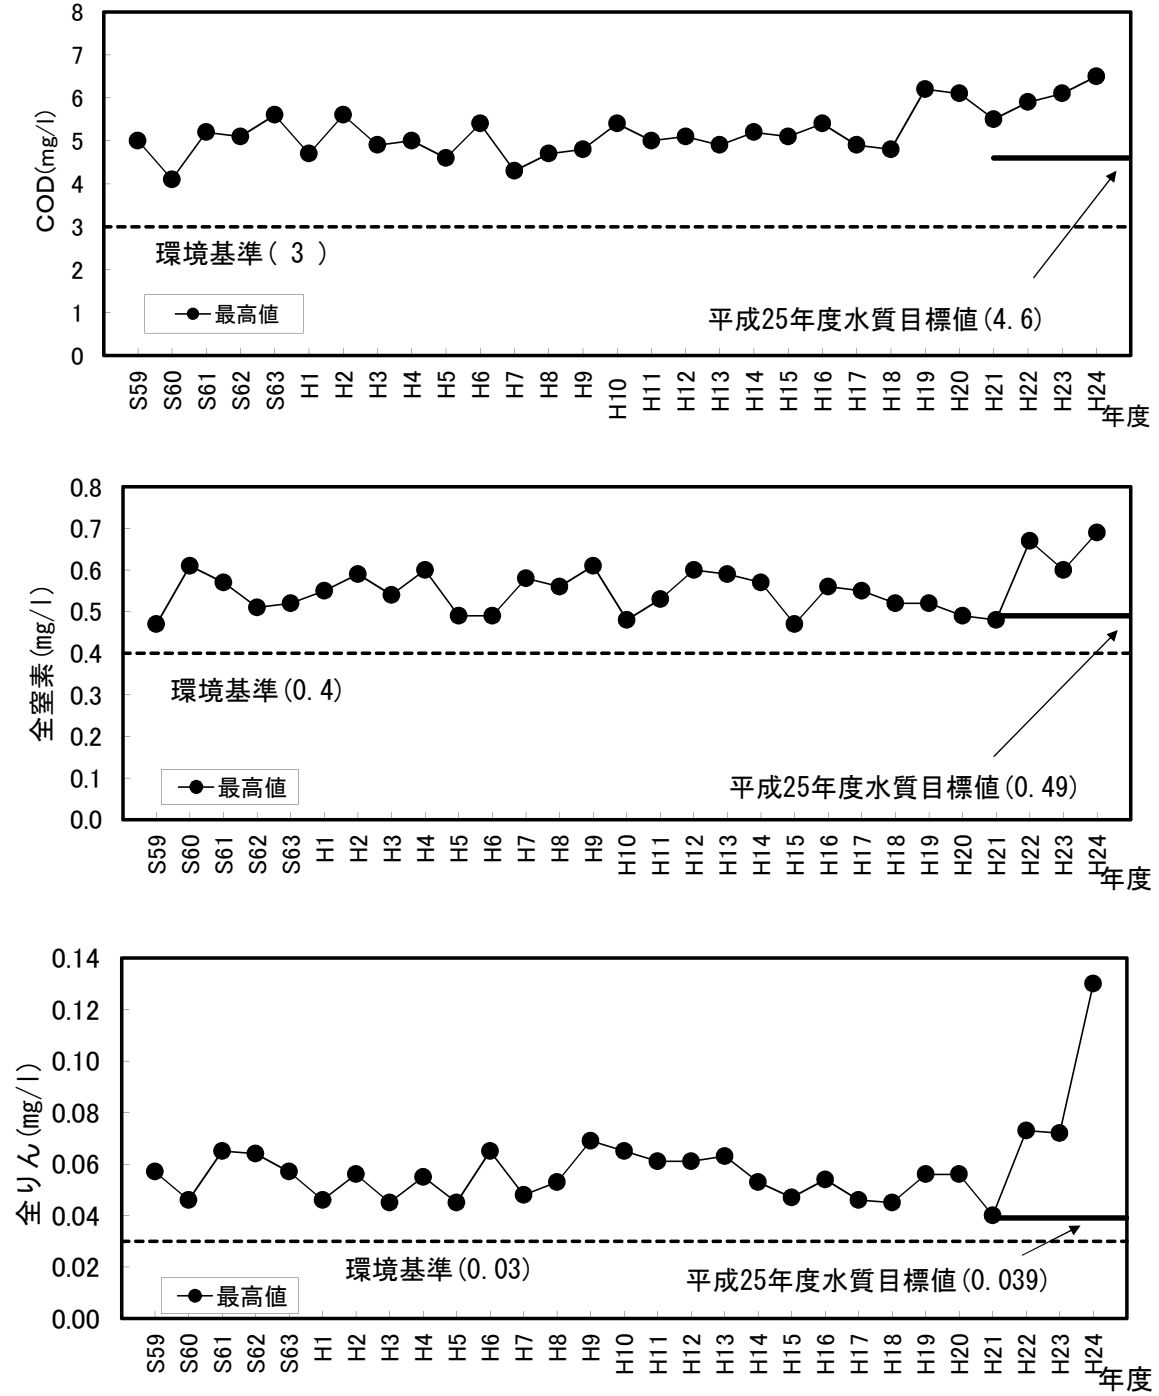 8
7
6
5
4
3
2
1
0
COD(mg/l)
環境基準( 3 )
最高値
平成25年度水質目標値(4.6)
S59 S60 S61 S62 S63 H1 H2 H3 H4 H5 H6 H7 H8 H9 H10 H11 H12 H13 H14 H15 H16 H17 H18 H19 H20 H21 H22 H23 H24
年度
0.8
0.7
0.6
0.5
0.4
0.3
0.2
0.1
0.0
全窒素(㎎/l)
環境基準(0.4)
最高値
平成25年度水質目標値(0.49)
S59 S60 S61 S62 S63 H1 H2 H3 H4 H5 H6 H7 H8 H9 H10 H11 H12 H13 H14 H15 H16 H17 H18 H19 H20 H21 H22 H23 H24
年度
0.14
0.12
0.10
0.08
0.06
0.04
0.02
0.00
全りん(㎎/l)
環境基準(0.03)
最高値
平成25年度水質目標値(0.039)
S59 S60 S61 S62 S63 H1 H2 H3 H4 H5 H6 H7 H8 H9 H10 H11 H12 H13 H14 H15 H16 H17 H18 H19 H20 H21 H22 H23 H24
年度